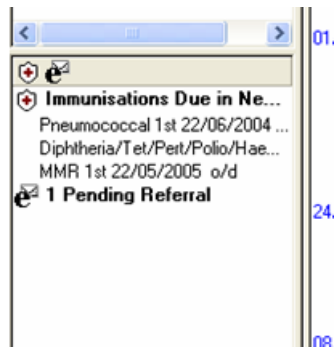 01.
Immunisations Due in Ne...
Pneumococcal 1st 22/06/2004 ...
Diphtheria/Tet/Pert/Polio/Hae...
MMR 1st 22/05/2005 o/d
1 Pending Referral
24.
08.